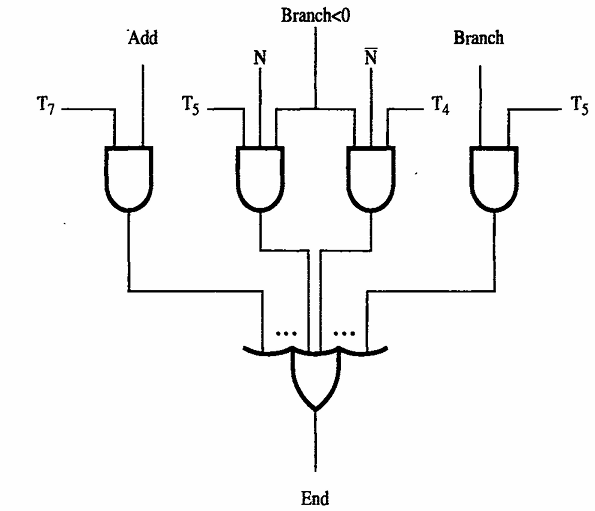 Branch<0
Add
N
N̅
Branch
T₇
T₅
T₄
T₅
...
...
End